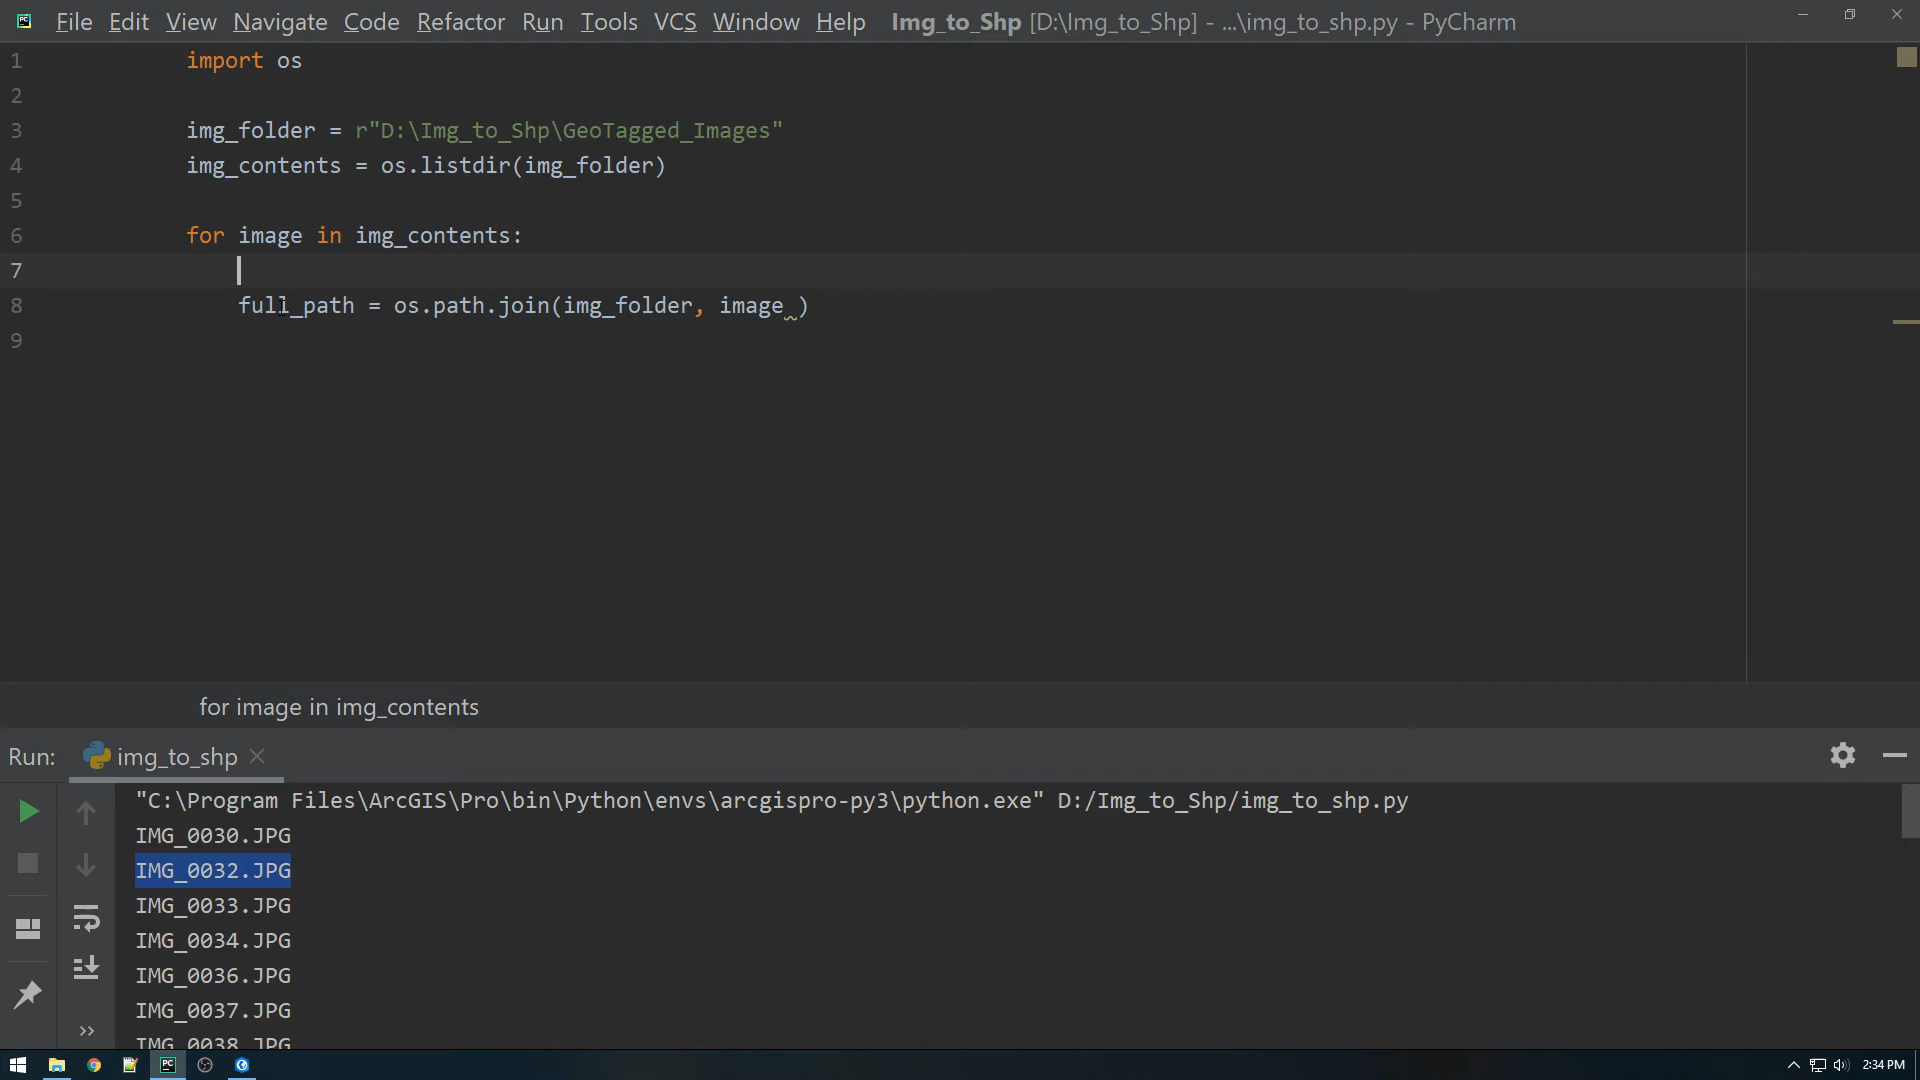 File Edit View Navigate Code Refactor Run Tools VCS Window Help Img_to_Shp [D:\Img_to_Shp] - ...\img_to_shp.py - PyCharm
1 import os
2
3 img_folder = r"D:\Img_to_Shp\GeoTagged_Images"
4 img_contents = os.listdir(img_folder)
5
6 for image in img_contents:
7
8 full_path = os.path.join(img_folder, image )
9
for image in img_contents
Run: img_to_shp
"C:\Program Files\ArcGIS\Pro\bin\Python\envs\arcgispro-py3\python.exe" D:/Img_to_Shp/img_to_shp.py
IMG_0030.JPG
IMG_0032.JPG
IMG_0033.JPG
IMG_0034.JPG
IMG_0036.JPG
IMG_0037.JPG
IMG_0038.JPG
2:34 PM